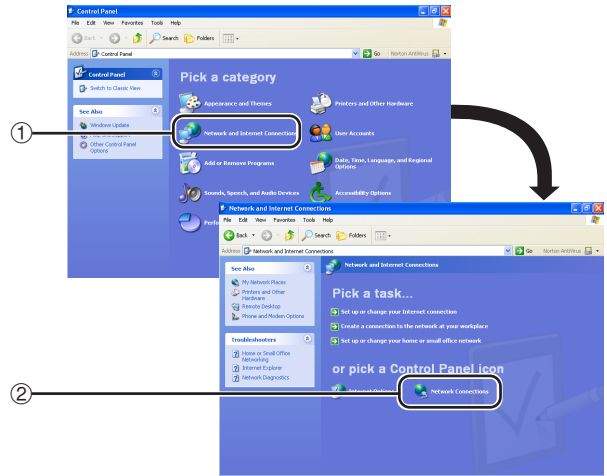 Control Panel
File Edit View Favorites Tools Help
Back Search Folders
Address Control Panel Go Norton AntiVirus
Control Panel
Switch to Classic View
See Also
Windows Update
Help and Support
Other Control Panel
Options
Pick a category
Appearance and Themes
Printers and Other Hardware
① Network and Internet Connections
User Accounts
Add or Remove Programs
Date, Time, Language, and Regional
Options
Sounds, Speech, and Audio Devices
Accessibility Options
Network and Internet Connections
File Edit View Favorites Tools Help
Back Search Folders
Address Network and Internet Connections Go Norton AntiVirus
See Also
My Network Places
Printers and Other
Hardware
Remote Desktop
Phone and Modem Options
Troubleshooters
Home or Small Office
Networking
Internet Explorer
Network Diagnostics
Network and Internet Connections
Pick a task...
Set up or change your Internet connection
Create a connection to the network at your workplace
Set up or change your home or small office network
or pick a Control Panel icon
Internet Options
② Network Connections